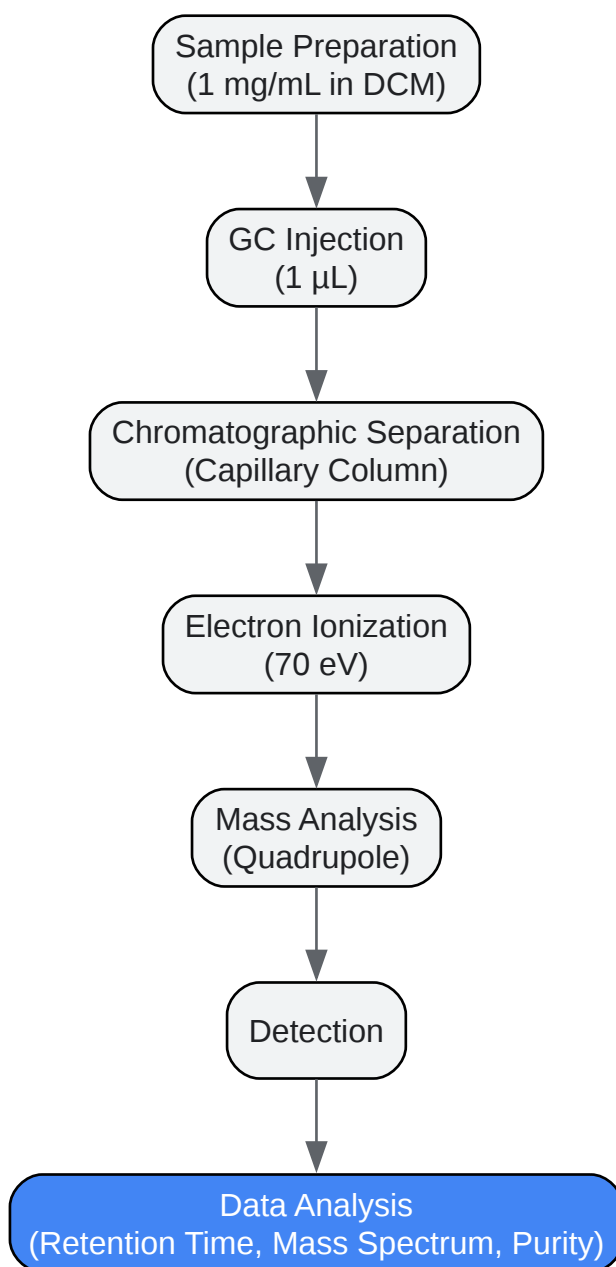 Sample Preparation
(1 mg/mL in DCM)
GC Injection
(1 µL)
Chromatographic Separation
(Capillary Column)
Electron Ionization
(70 eV)
Mass Analysis
(Quadrupole)
Detection
Data Analysis
(Retention Time, Mass Spectrum, Purity)